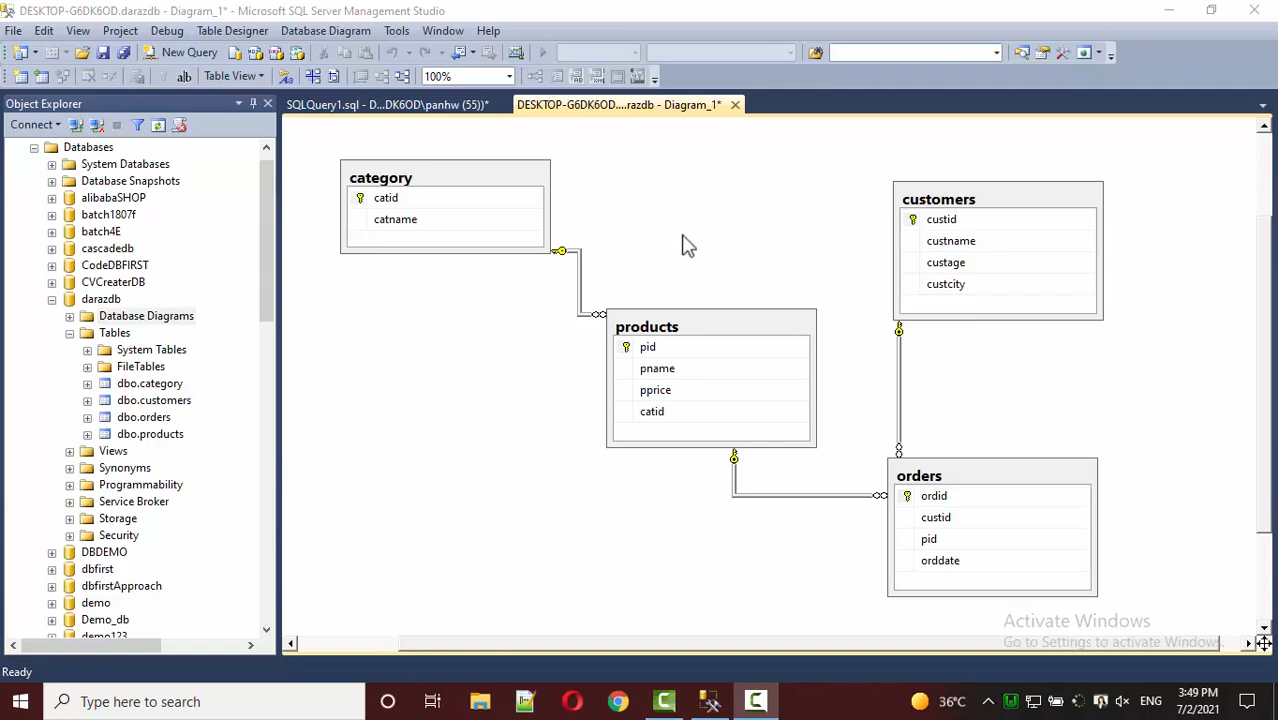 DESKTOP-G6DK6OD.darazdb - Diagram_1* - Microsoft SQL Server Management Studio
File Edit View Project Debug Table Designer Database Diagram Tools Window Help
New Query
ab Table View 100%
Object Explorer
SQLQuery1.sql - D...DK6OD\panhw (55))*
DESKTOP-G6DK6OD....razdb - Diagram_1*
Connect
Databases
System Databases
Database Snapshots
alibabaSHOP
batch1807f
batch4E
cascadedb
CodeDBFIRST
CVCreaterDB
darazdb
Database Diagrams
Tables
System Tables
FileTables
dbo.category
dbo.customers
dbo.orders
dbo.products
Views
Synonyms
Programmability
Service Broker
Storage
Security
DBDEMO
dbfirst
dbfirstApproach
demo
Demo_db
demo123
category
catid
catname
products
pid
pname
pprice
catid
customers
custid
custname
custage
custcity
orders
ordid
custid
pid
orddate
Activate Windows
Go to Settings to activate Windows.
Ready
Type here to search
36°C
ENG
3:49 PM
7/2/2021